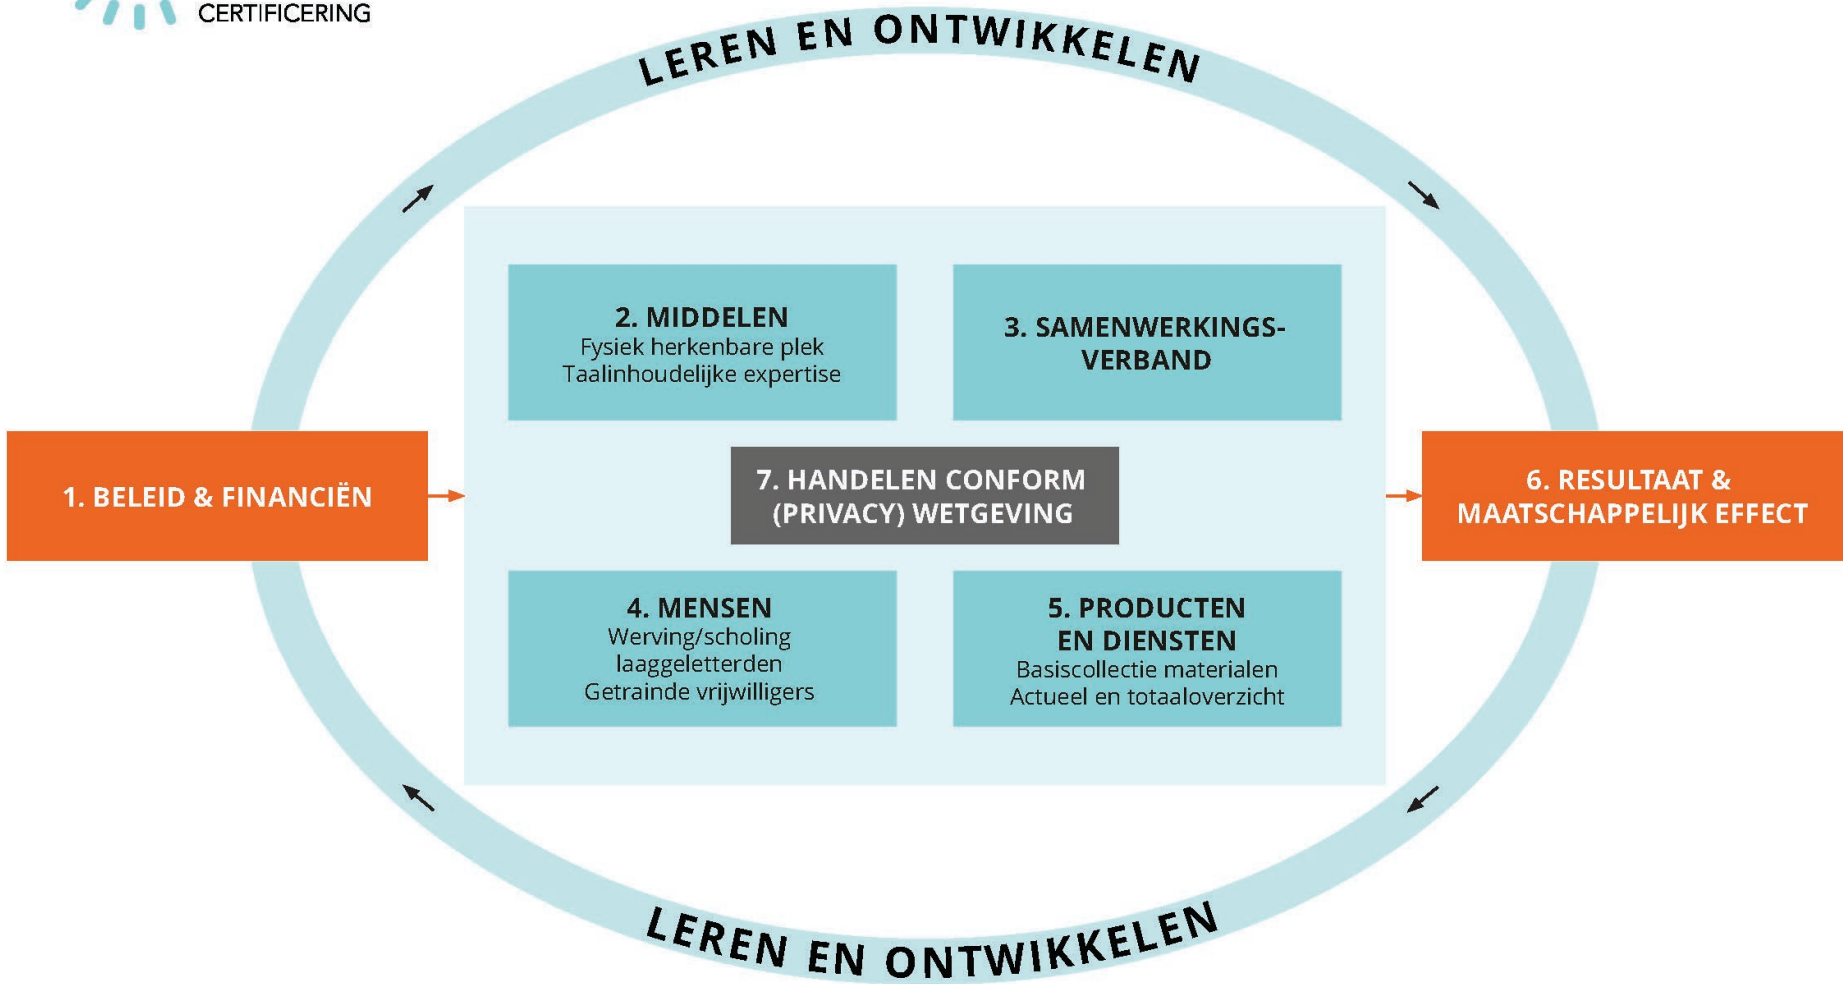 CERTIFICERING
LEREN EN ONTWIKKELEN
2. MIDDELEN
Fysiek herkenbare plek
Taalinhoudelijke expertise
3. SAMENWERKINGS-
VERBAND
1. BELEID & FINANCIËN
7. HANDELEN CONFORM
(PRIVACY) WETGEVING
6. RESULTAAT &
MAATSCHAPPELIJK EFFECT
4. MENSEN
Werving/scholing
laaggeletterden
Getrainde vrijwilligers
5. PRODUCTEN
EN DIENSTEN
Basiscollectie materialen
Actueel en totaaloverzicht
LEREN EN ONTWIKKELEN